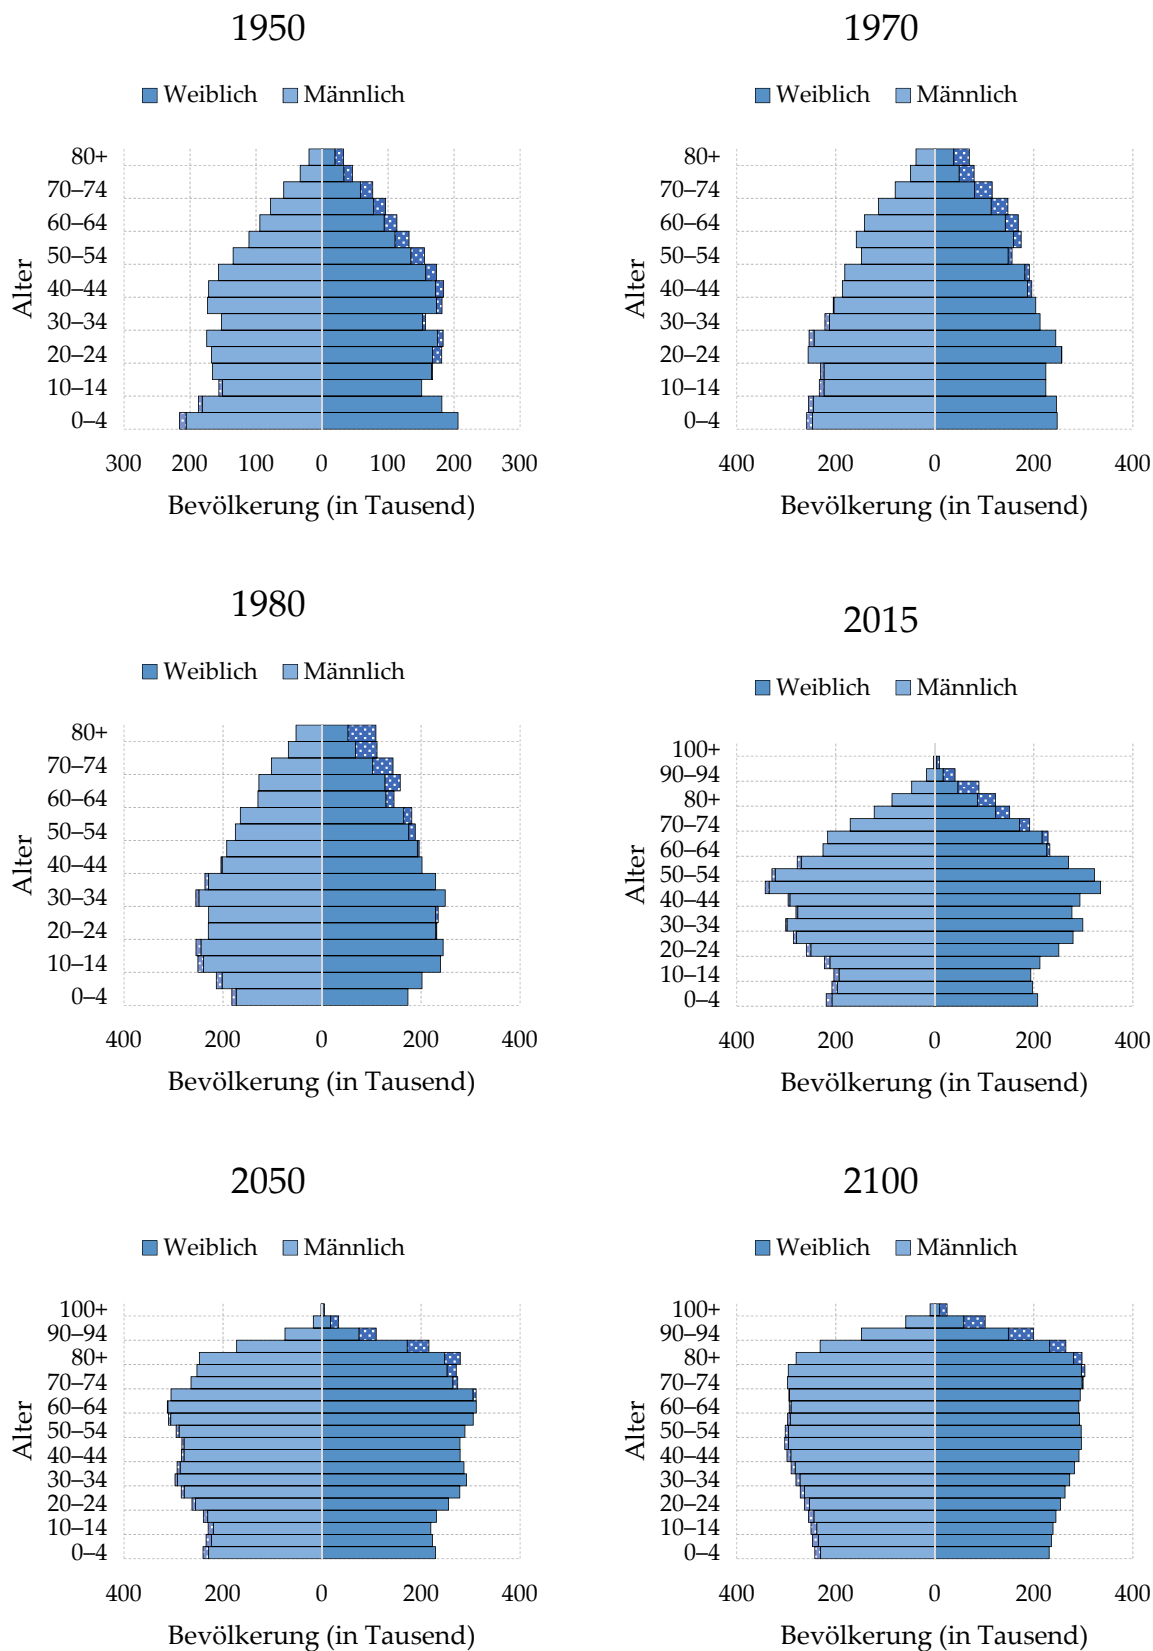 1950
Weiblich Männlich
80+
70–74
60–64
50–54
40–44
30–34
20–24
10–14
0–4
Alter
300 200 100 0 100 200 300
Bevölkerung (in Tausend)
1970
Weiblich Männlich
80+
70–74
60–64
50–54
40–44
30–34
20–24
10–14
0–4
Alter
400 200 0 200 400
Bevölkerung (in Tausend)
1980
Weiblich Männlich
80+
70–74
60–64
50–54
40–44
30–34
20–24
10–14
0–4
Alter
400 200 0 200 400
Bevölkerung (in Tausend)
2015
Weiblich Männlich
100+
90–94
80+
70–74
60–64
50–54
40–44
30–34
20–24
10–14
0–4
Alter
400 200 0 200 400
Bevölkerung (in Tausend)
2050
Weiblich Männlich
100+
90–94
80+
70–74
60–64
50–54
40–44
30–34
20–24
10–14
0–4
Alter
400 200 0 200 400
Bevölkerung (in Tausend)
2100
Weiblich Männlich
100+
90–94
80+
70–74
60–64
50–54
40–44
30–34
20–24
10–14
0–4
Alter
400 200 0 200 400
Bevölkerung (in Tausend)